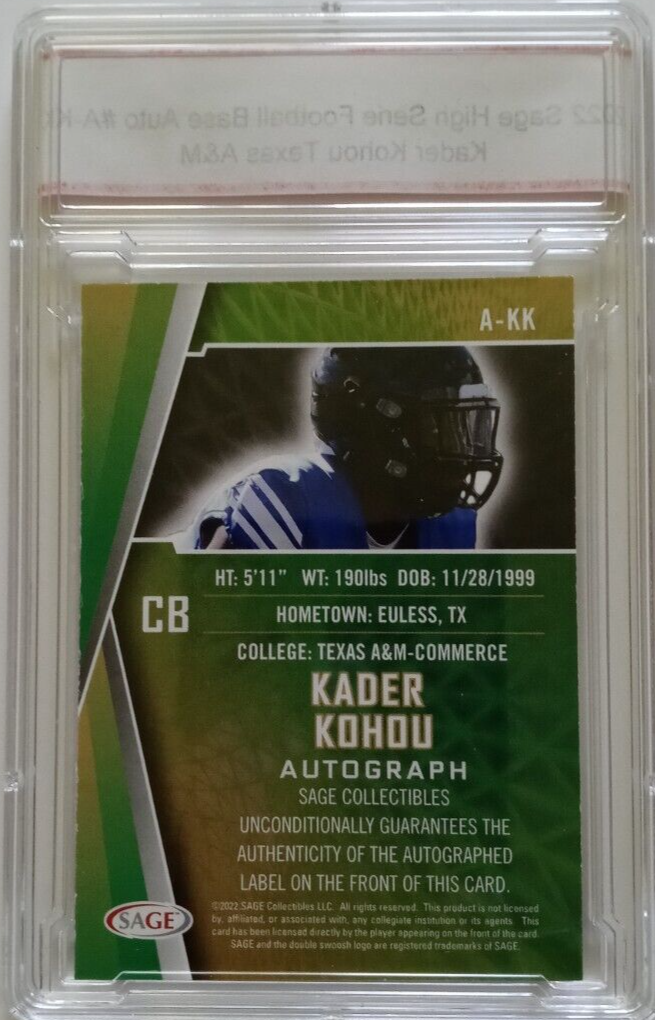 2022 Sage High Serie Football Base Auto #A-KK
Kader Kohou Texas A&M
A-KK
HT: 5'11" WT: 190lbs DOB: 11/28/1999
CB
HOMETOWN: EULESS, TX
COLLEGE: TEXAS A&M-COMMERCE
KADER
KOHOU
AUTOGRAPH
SAGE COLLECTIBLES
UNCONDITIONALLY GUARANTEES THE
AUTHENTICITY OF THE AUTOGRAPHED
LABEL ON THE FRONT OF THIS CARD.
©2022 SAGE Collectibles LLC. All rights reserved. This product is not licensed
by, affiliated, or associated with, any collegiate institution or its agents. This
card has been licensed directly by the player appearing on the front of the card.
SAGE and the double swoosh logo are registered trademarks of SAGE.
SAGE